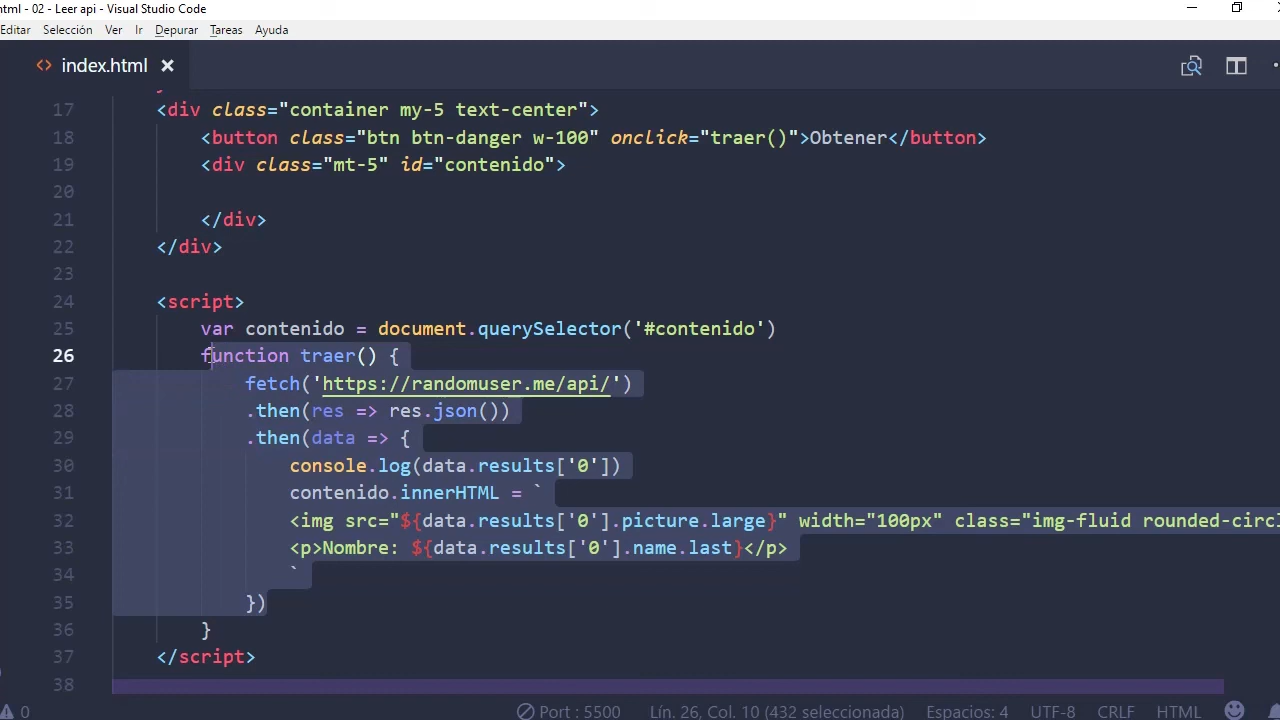 html - 02 - Leer api - Visual Studio Code
Editar Selección Ver Ir Depurar Tareas Ayuda
<> index.html ×
17 <div class="container my-5 text-center">
18 <button class="btn btn-danger w-100" onclick="traer()">Obtener</button>
19 <div class="mt-5" id="contenido">
20
21 </div>
22 </div>
23
24 <script>
25 var contenido = document.querySelector('#contenido')
26 function traer() {
27 fetch('https://randomuser.me/api/')
28 .then(res => res.json())
29 .then(data => {
30 console.log(data.results['0'])
31 contenido.innerHTML = `
32 <img src="${data.results['0'].picture.large}" width="100px" class="img-fluid rounded-circl
33 <p>Nombre: ${data.results['0'].name.last}</p>
34 `
35 })
36 }
37 </script>
38
0 Port : 5500 Lín. 26, Col. 10 (432 seleccionada) Espacios: 4 UTF-8 CRLF HTML